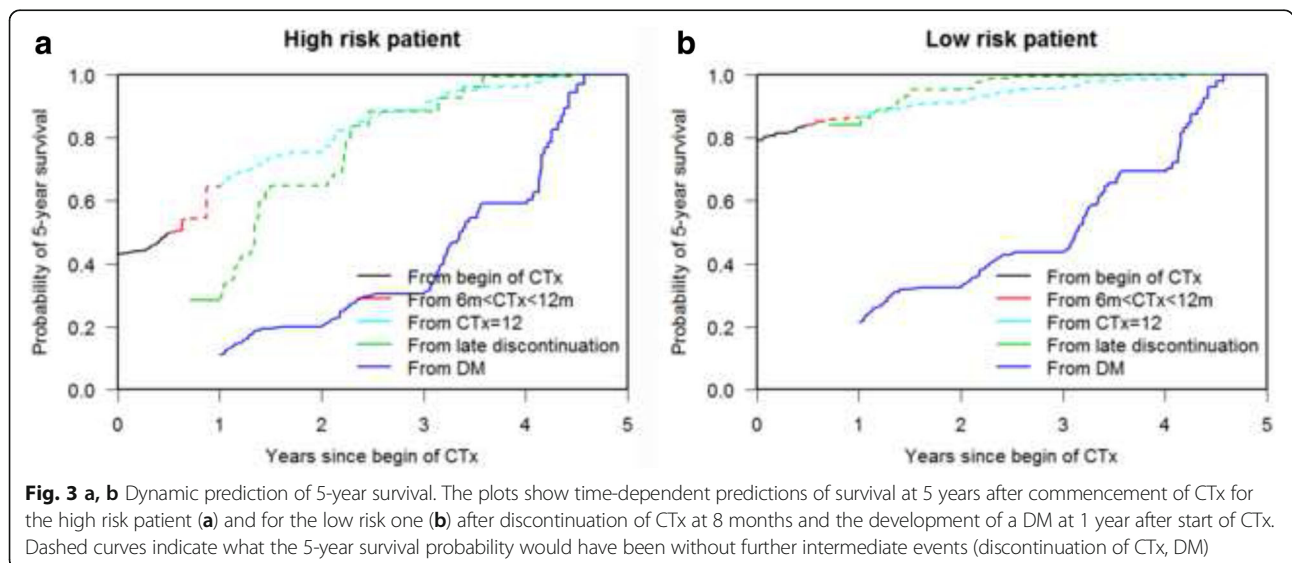 a
High risk patient
1.0
0.8
0.6
0.4
0.2
0.0
Probability of 5-year survival
From begin of CTx
From 6m<CTx<12m
From CTx=12
From late discontinuation
From DM
0 1 2 3 4 5
Years since begin of CTx
b
Low risk patient
1.0
0.8
0.6
0.4
0.2
0.0
Probability of 5-year survival
From begin of CTx
From 6m<CTx<12m
From CTx=12
From late discontinuation
From DM
0 1 2 3 4 5
Years since begin of CTx
Fig. 3 a, b Dynamic prediction of 5-year survival. The plots show time-dependent predictions of survival at 5 years after commencement of CTx for
the high risk patient (a) and for the low risk one (b) after discontinuation of CTx at 8 months and the development of a DM at 1 year after start of CTx.
Dashed curves indicate what the 5-year survival probability would have been without further intermediate events (discontinuation of CTx, DM)